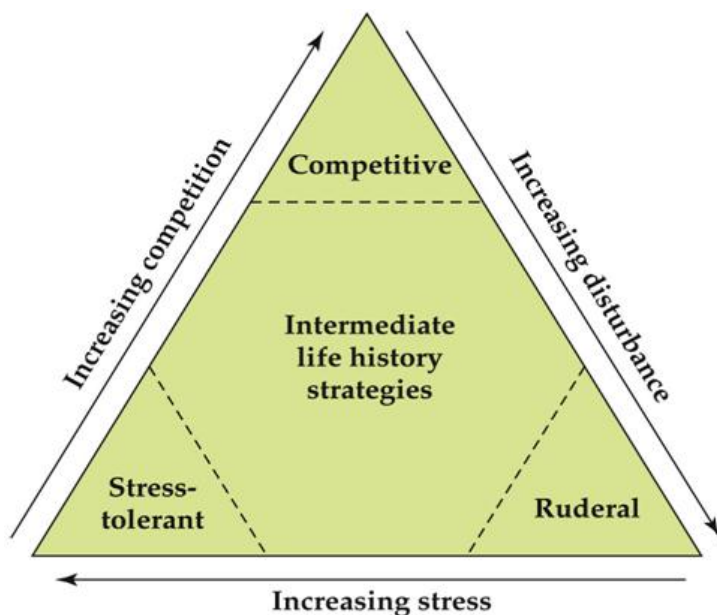 Competitive
Increasing competition
Increasing disturbance
Intermediate
life history
strategies
Stress-
tolerant
Ruderal
Increasing stress